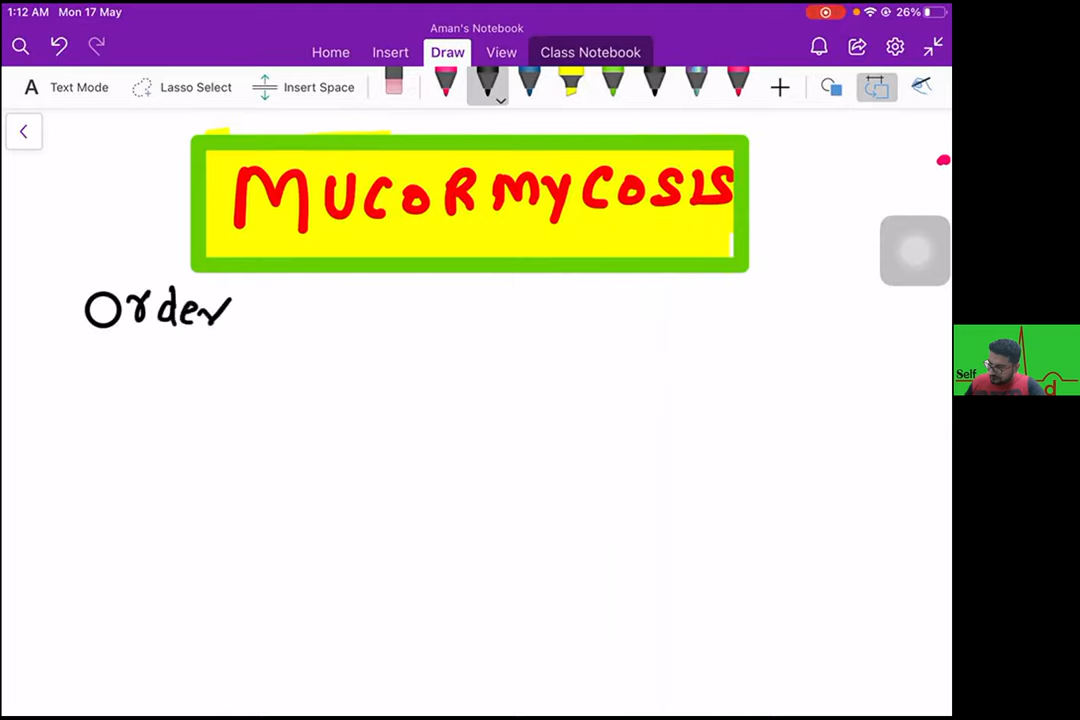 1:12 AM Mon 17 May 26%
Aman's Notebook
Home Insert Draw View Class Notebook
A Text Mode Lasso Select Insert Space
MUCORMYCOSIS
Order
Self
d